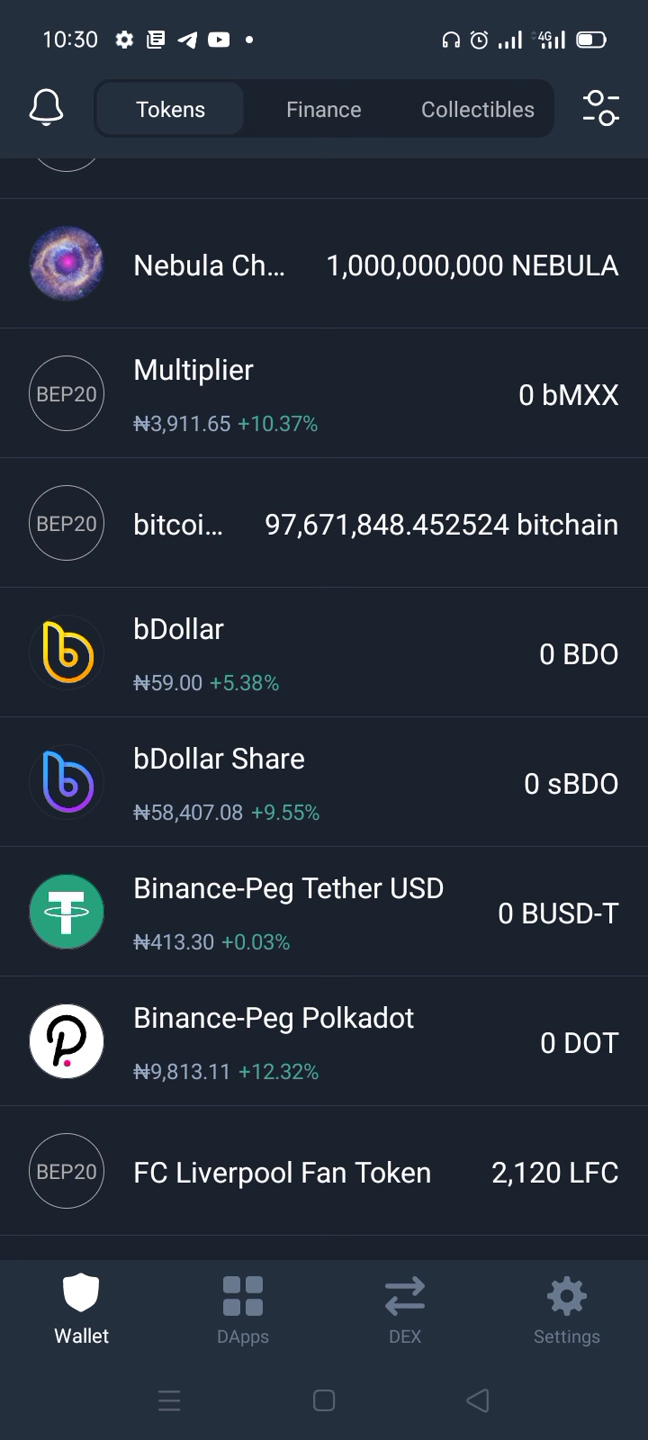 10:30
4G
Tokens Finance Collectibles
Nebula Ch... 1,000,000,000 NEBULA
BEP20 Multiplier 0 bMXX
₦3,911.65 +10.37%
BEP20 bitcoi... 97,671,848.452524 bitchain
bDollar 0 BDO
₦59.00 +5.38%
bDollar Share 0 sBDO
₦58,407.08 +9.55%
Binance-Peg Tether USD 0 BUSD-T
₦413.30 +0.03%
Binance-Peg Polkadot 0 DOT
₦9,813.11 +12.32%
BEP20 FC Liverpool Fan Token 2,120 LFC
Wallet DApps DEX Settings